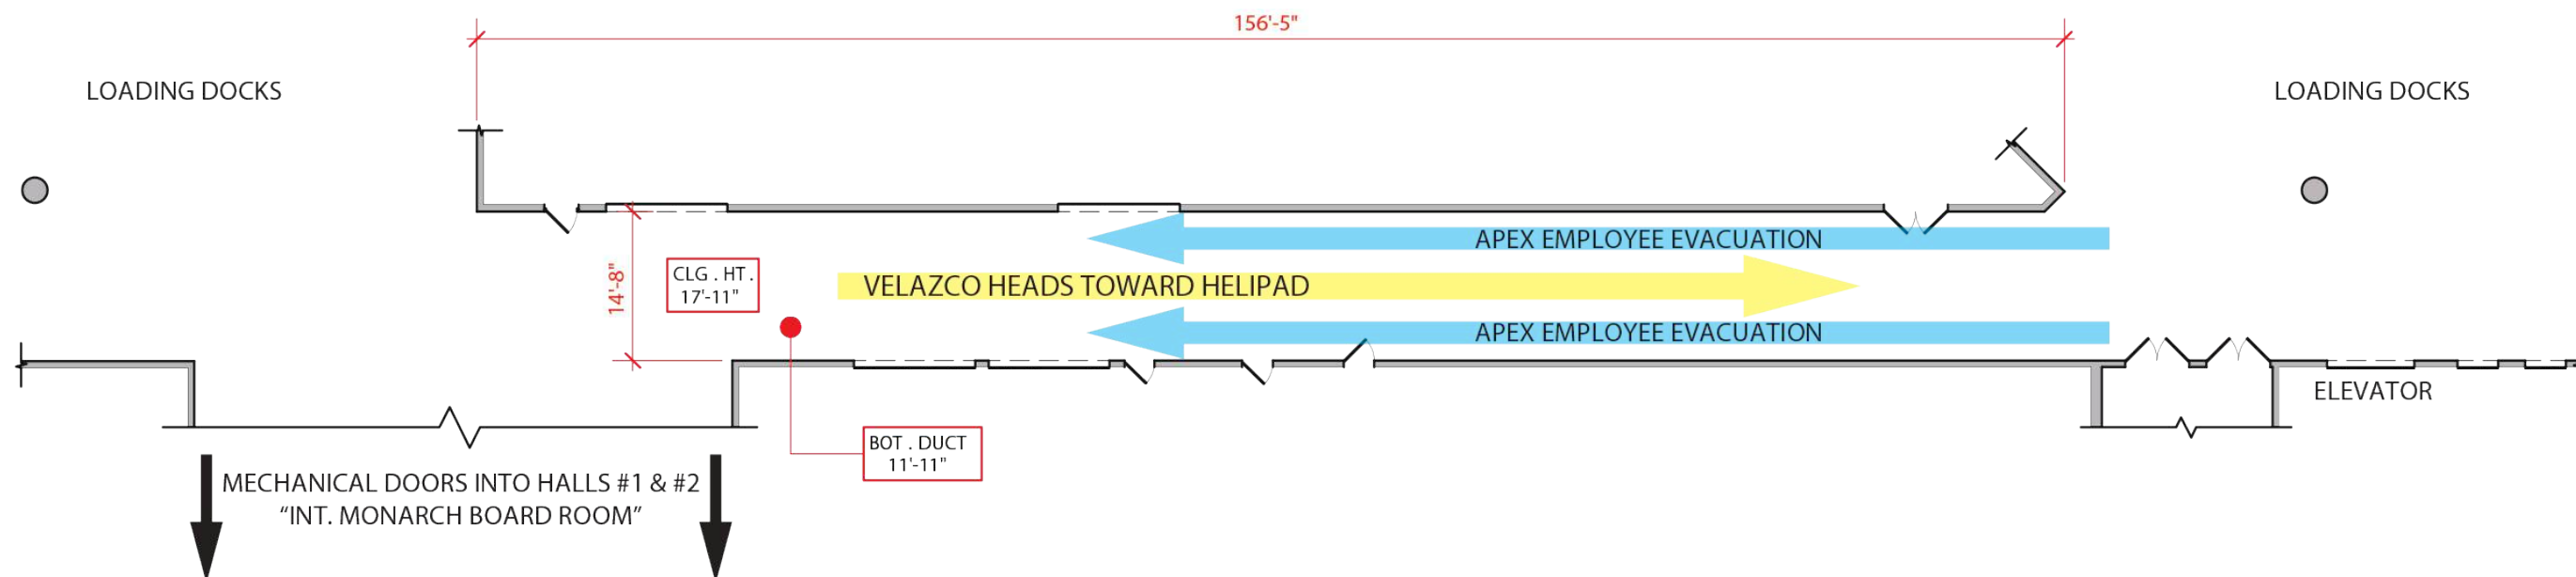 156'-5"
LOADING DOCKS
LOADING DOCKS
APEX EMPLOYEE EVACUATION
14'-8"
CLG . HT .
17'-11"
VELAZCO HEADS TOWARD HELIPAD
APEX EMPLOYEE EVACUATION
ELEVATOR
BOT . DUCT
11'-11"
MECHANICAL DOORS INTO HALLS #1 & #2
“INT. MONARCH BOARD ROOM”